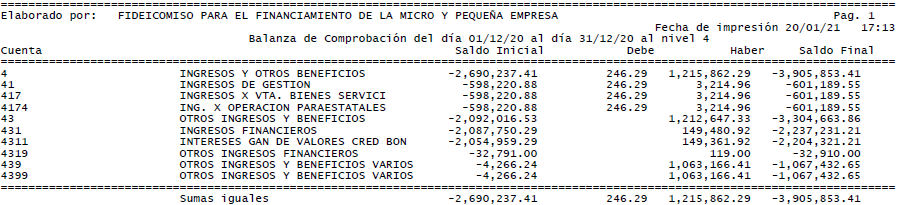 Elaborado por: FIDEICOMISO PARA EL FINANCIAMIENTO DE LA MICRO Y PEQUEÑA EMPRESA Pag. 1
Fecha de impresión 20/01/21 17:13
Balanza de Comprobación del día 01/12/20 al día 31/12/20 al nivel 4
Cuenta Saldo Inicial Debe Haber Saldo Final
4 INGRESOS Y OTROS BENEFICIOS -2,690,237.41 246.29 1,215,862.29 -3,905,853.41
41 INGRESOS DE GESTION -598,220.88 246.29 3,214.96 -601,189.55
417 INGRESOS X VTA. BIENES SERVICI -598,220.88 246.29 3,214.96 -601,189.55
4174 ING. X OPERACION PARAESTATALES -598,220.88 246.29 3,214.96 -601,189.55
43 OTROS INGRESOS Y BENEFICIOS -2,092,016.53 1,212,647.33 -3,304,663.86
431 INGRESOS FINANCIEROS -2,087,750.29 149,480.92 -2,237,231.21
4311 INTERESES GAN DE VALORES CRED BON -2,054,959.29 149,361.92 -2,204,321.21
4319 OTROS INGRESOS FINANCIEROS -32,791.00 119.00 -32,910.00
439 OTROS INGRESOS Y BENEFICIOS VARIOS -4,266.24 1,063,166.41 -1,067,432.65
4399 OTROS INGRESOS Y BENEFICIOS VARIOS -4,266.24 1,063,166.41 -1,067,432.65
Sumas iguales -2,690,237.41 246.29 1,215,862.29 -3,905,853.41